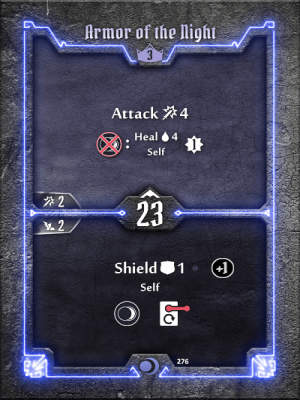 Armor of the Night
3
Attack 4
: Heal 4 1
Self
2
23
2
Shield 1 +1
Self
276